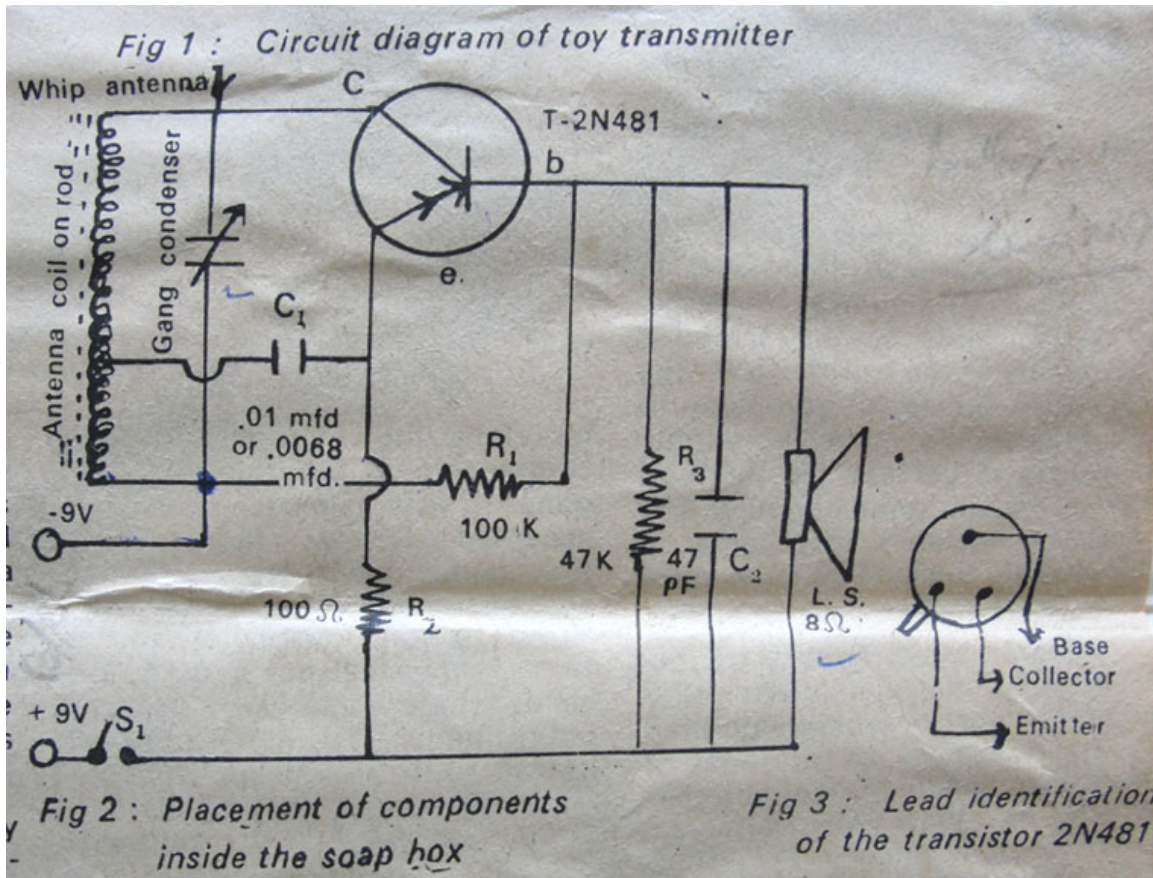 Fig 1 : Circuit diagram of toy transmitter
Whip antenna
C
T-2N481
b
e.
Antenna coil on rod
Gang condenser
C1
.01 mfd
or .0068
mfd.
R1
100 K
R3
47K
47
pF
C2
L. S.
8Ω
-9V
100 Ω
R2
Base
Collector
Emitter
+ 9V
S1
Fig 2 : Placement of components
inside the soap box
Fig 3 : Lead identification
of the transistor 2N481